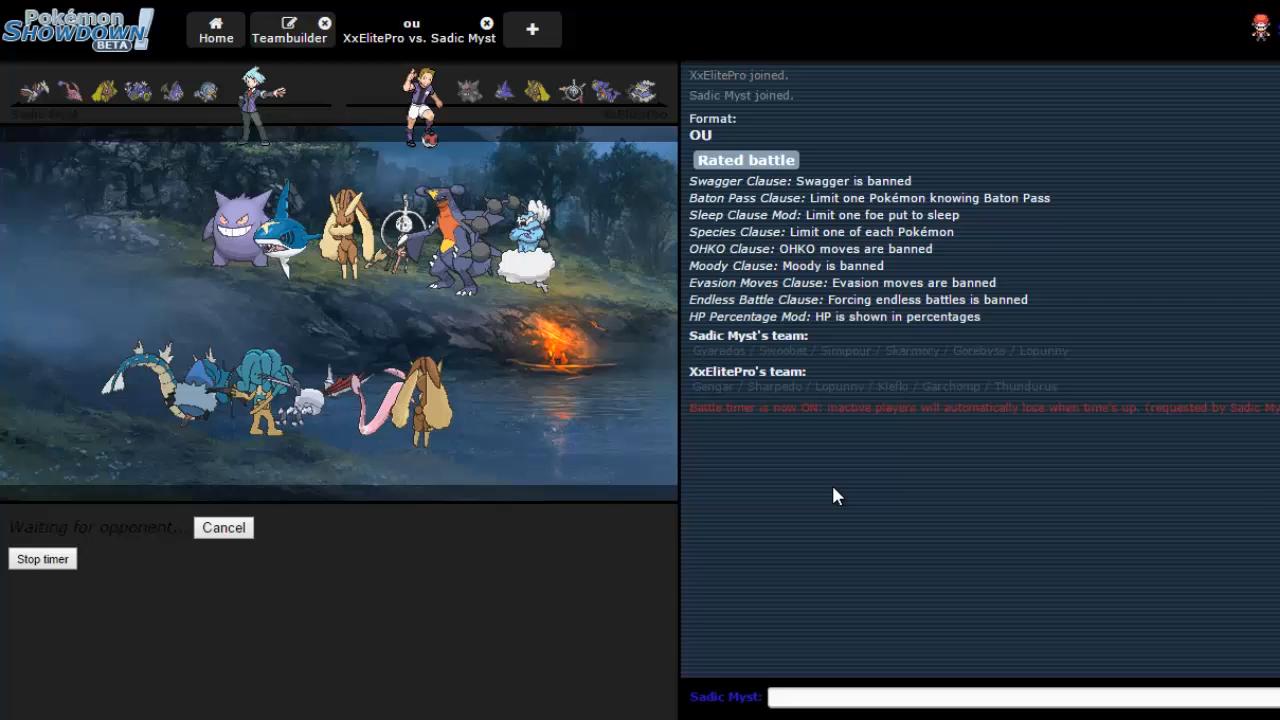 Pokémon
SHOWDOWN!
BETA
Home
Teambuilder
ou
XxElitePro vs. Sadic Myst
+
XxElitePro joined.
Sadic Myst joined.
Format:
OU
Rated battle
Swagger Clause: Swagger is banned
Baton Pass Clause: Limit one Pokémon knowing Baton Pass
Sleep Clause Mod: Limit one foe put to sleep
Species Clause: Limit one of each Pokémon
OHKO Clause: OHKO moves are banned
Moody Clause: Moody is banned
Evasion Moves Clause: Evasion moves are banned
Endless Battle Clause: Forcing endless battles is banned
HP Percentage Mod: HP is shown in percentages
Sadic Myst's team:
Gyarados / Swoobat / Simipour / Skarmory / Gorebyss / Lopunny
XxElitePro's team:
Gengar / Sharpedo / Lopunny / Klefki / Garchomp / Thundurus
Battle timer is now ON: inactive players will automatically lose when time's up. (requested by Sadic My
Sadic Myst
XxElitePro
Waiting for opponent...
Cancel
Stop timer
Sadic Myst: